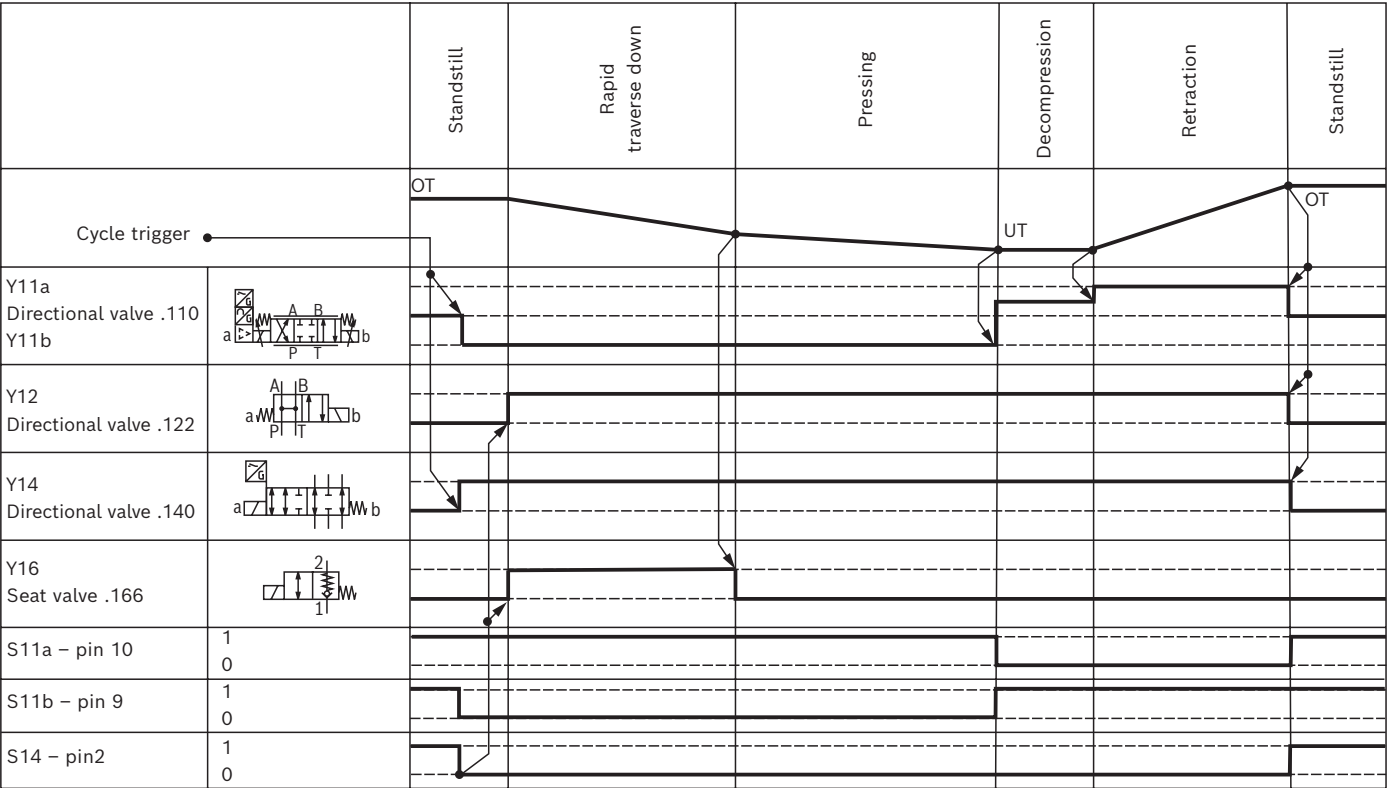 Standstill
Rapid
traverse down
Pressing
Decompression
Retraction
Standstill
OT
OT
Cycle trigger
UT
Y11a
Directional valve .110
Y11b
A B
a
b
P T
Y12
Directional valve .122
A B
a
b
P T
Y14
Directional valve .140
G
a
b
Y16
Seat valve .166
2
1
S11a – pin 10
1
0
S11b – pin 9
1
0
S14 – pin2
1
0